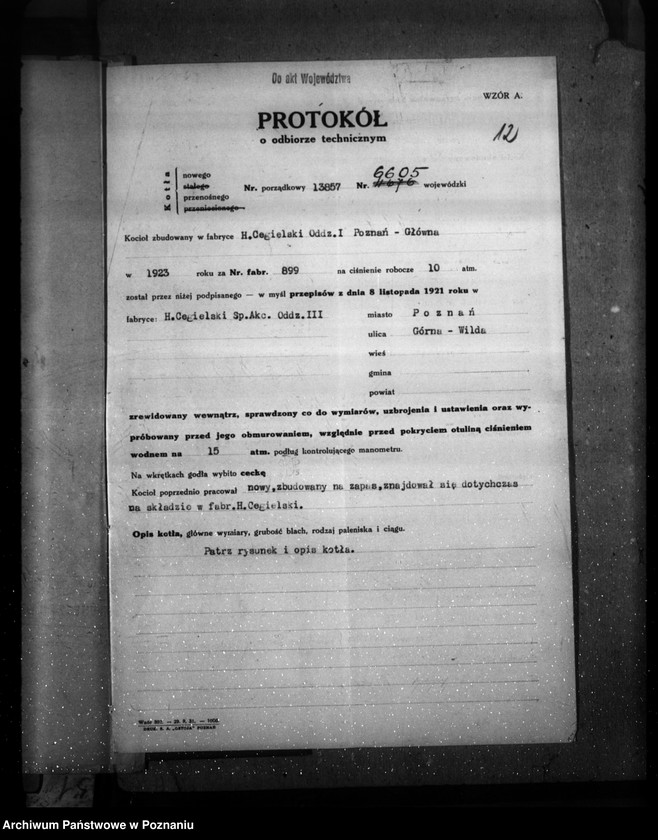 Do akt Województwa
WZÓR A.
PROTOKÓŁ
o odbiorze technicznym
12
Kotła
nowego
stałego
przenośnego
przeniesionego
Nr. porządkowy 13857 Nr. 6605 wojewódzki
Kocioł zbudowany w fabryce H.Cegielski Oddz.I Poznań - Główna
w 1923 roku za Nr. fabr. 899 na ciśnienie robocze 10 atm.
został przez niżej podpisanego — w myśl przepisów z dnia 8 listopada 1921 roku w
fabryce: H.Cegielski Sp.Akc. Oddz.III miasto Poznań
ulica Górna - Wilda
wieś
gmina
powiat
zrewidowany wewnątrz, sprawdzony co do wymiarów, uzbrojenia i ustawienia oraz wy-
próbowany przed jego obmurowaniem, względnie przed pokryciem otuliną ciśnieniem
wodnem na 15 atm. podług kontrolującego manometru.
Na wkrętkach godła wybito cechę
Kocioł poprzednio pracował nowy,zbudowany na zapas,znajdował się dotychczas
na składzie w fabr.H.Cegielski.
Opis kotła, główne wymiary, grubość blach, rodzaj paleniska i ciągu.
Patrz rysunek i opis kotła.
DRUK. S. A. „OSTOJA" POZNAŃ
Archiwum Państwowe w Poznaniu